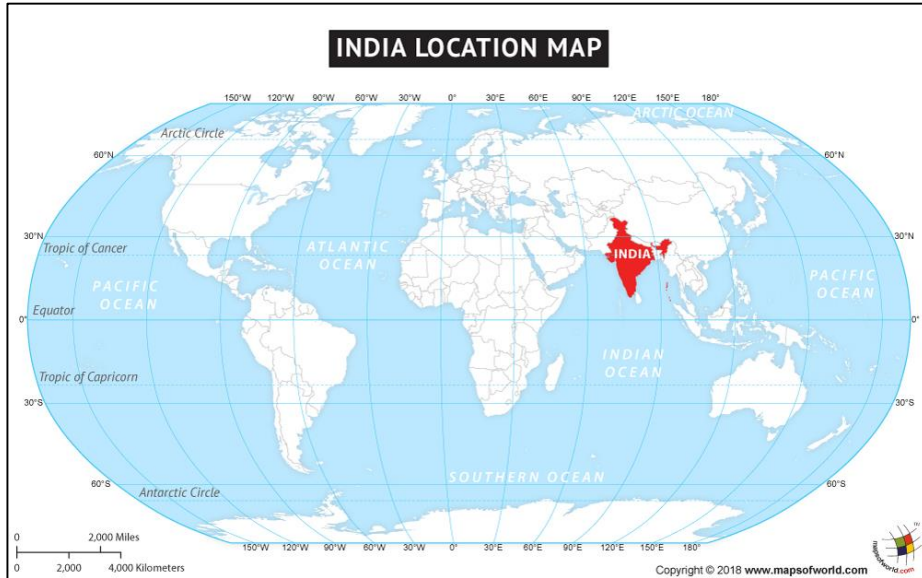 INDIA LOCATION MAP
150°W 120°W 90°W 60°W 30°W 0° 30°E 60°E 90°E 120°E 150°E 180°
ARCTIC OCEAN
Arctic Circle
60°N 60°N
30°N 30°N
Tropic of Cancer
ATLANTIC
OCEAN
INDIA
PACIFIC
OCEAN
PACIFIC
OCEAN
Equator
0° 0°
INDIAN
OCEAN
Tropic of Capricorn
30°S 30°S
SOUTHERN OCEAN
60°S 60°S
Antarctic Circle
150°W 120°W 90°W 60°W 30°W 0° 30°E 60°E 90°E 120°E 150°E 180°
0 2,000 Miles
0 2,000 4,000 Kilometers
mapsofworld.com
Copyright © 2018 www.mapsofworld.com